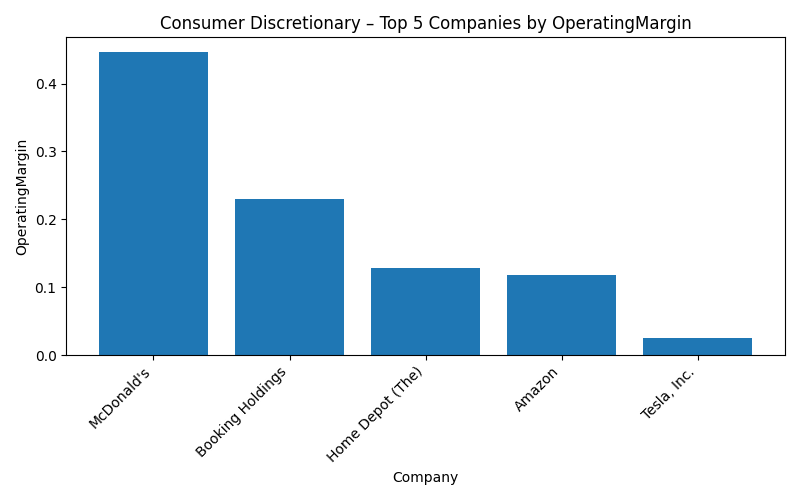 Consumer Discretionary – Top 5 Companies by OperatingMargin
OperatingMargin
0.4
0.3
0.2
0.1
0.0
McDonald's
Booking Holdings
Home Depot (The)
Amazon
Tesla, Inc.
Company